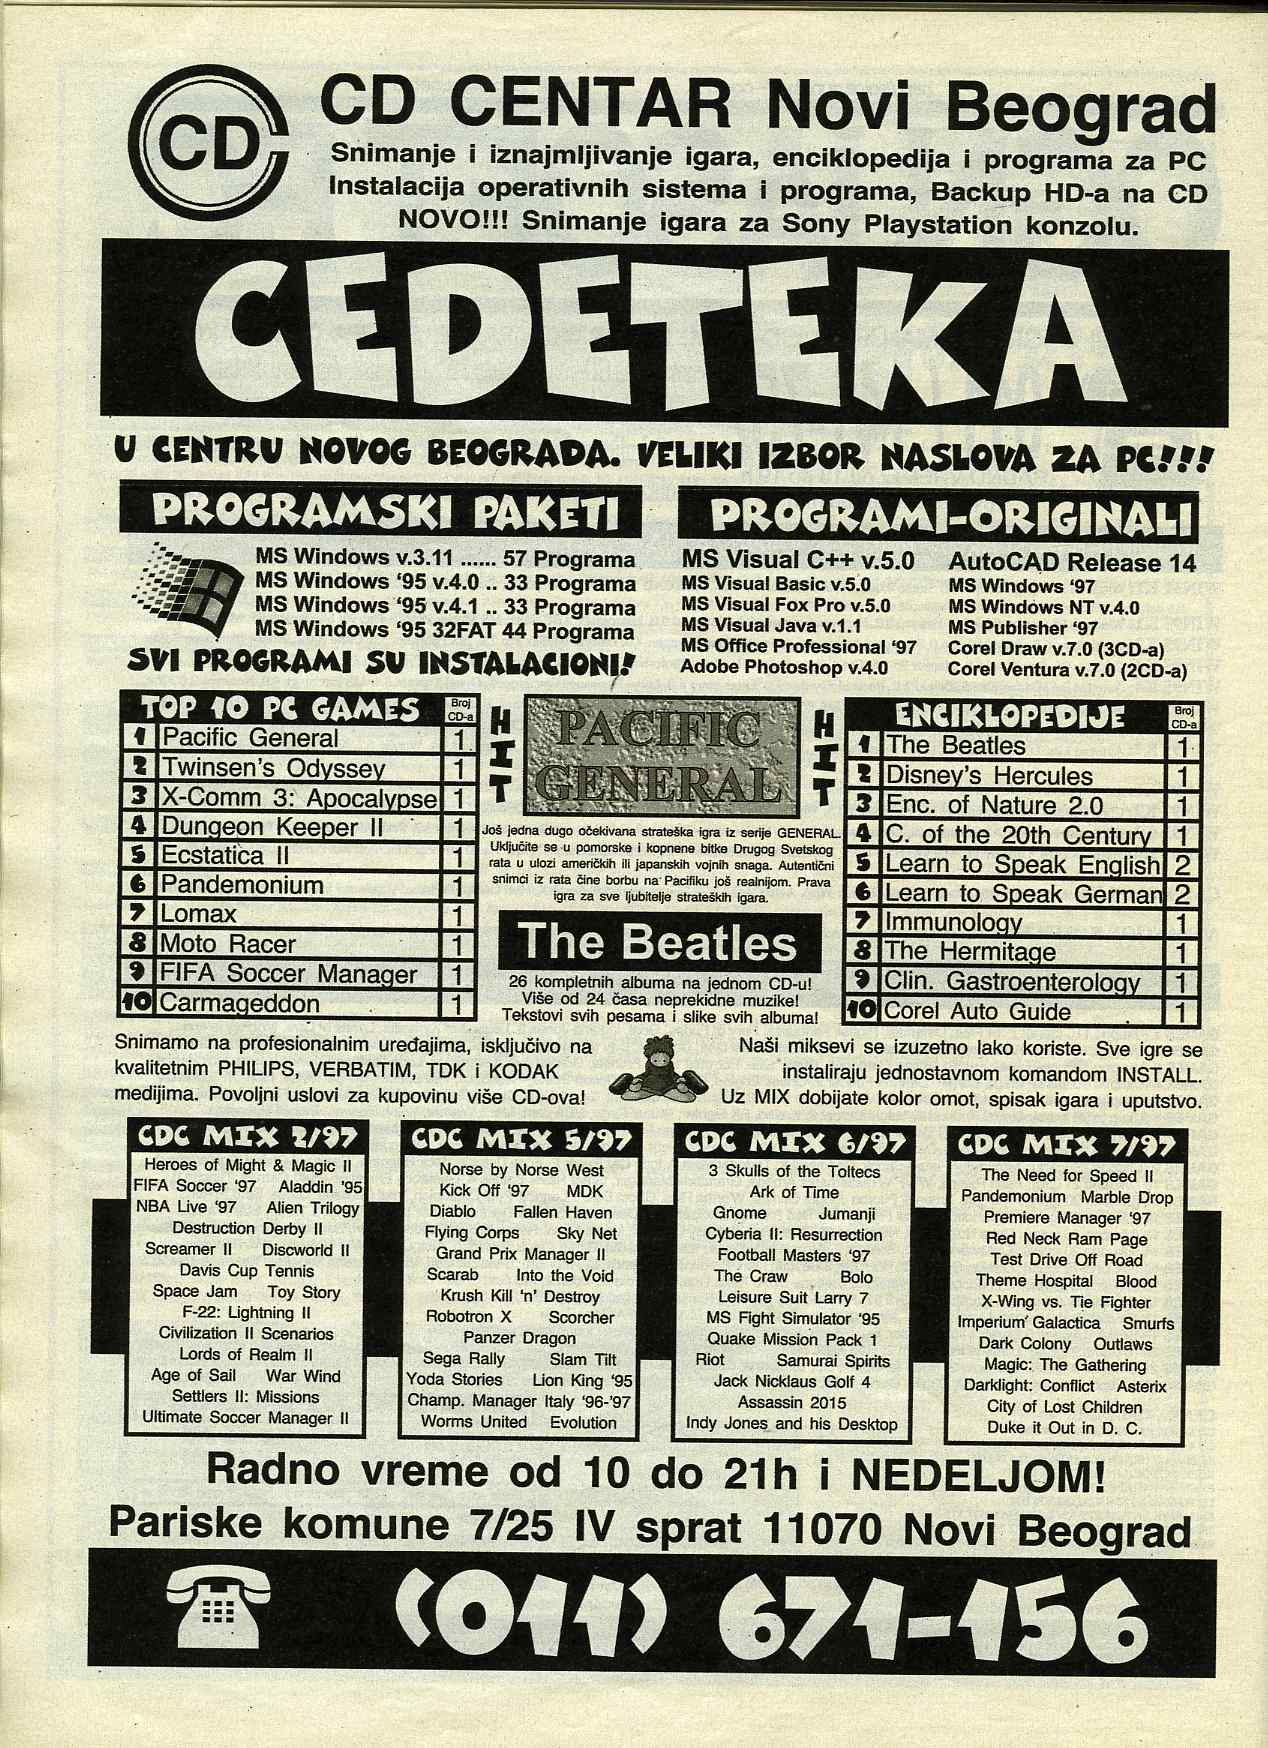 CD
CD CENTAR Novi Beograd
Snimanje i iznajmljivanje igara, enciklopedija i programa za PC
Instalacija operativnih sistema i programa, Backup HD-a na CD
NOVO!!! Snimanje igara za Sony Playstation konzolu.
CEDETEKA
U CENTRU NOVOG BEOGRADA. VELIKI IZBOR NASLOVA ZA PC!!!
PROGRAMSKI PAKETI
MS Windows v.3.11 ...... 57 Programa
MS Windows '95 v.4.0 .. 33 Programa
MS Windows '95 v.4.1 .. 33 Programa
MS Windows '95 32FAT 44 Programa
SVI PROGRAMI SU INSTALACIONI!
PROGRAMI-ORIGINALI
MS Visual C++ v.5.0
MS Visual Basic v.5.0
MS Visual Fox Pro v.5.0
MS Visual Java v.1.1
MS Office Professional '97
Adobe Photoshop v.4.0
AutoCAD Release 14
MS Windows '97
MS Windows NT v.4.0
MS Publisher '97
Corel Draw v.7.0 (3CD-a)
Corel Ventura v.7.0 (2CD-a)
TOP 10 PC GAMES Broj CD-a
1 Pacific General 1
2 Twinsen's Odyssey 1
3 X-Comm 3: Apocalypse 1
4 Dungeon Keeper II 1
5 Ecstatica II 1
6 Pandemonium 1
7 Lomax 1
8 Moto Racer 1
9 FIFA Soccer Manager 1
10 Carmageddon 1
HIT
PACIFIC
GENERAL
HIT
Još jedna dugo očekivana strateška igra iz serije GENERAL.
Uključite se u pomorske i kopnene bitke Drugog Svetskog
rata u ulozi američkih ili japanskih vojnih snaga. Autentični
snimci iz rata čine borbu na Pacifiku još realnijom. Prava
igra za sve ljubitelje strateških igara.
The Beatles
26 kompletnih albuma na jednom CD-u!
Više od 24 časa neprekidne muzike!
Tekstovi svih pesama i slike svih albuma!
ENCIKLOPEDIJE Broj CD-a
1 The Beatles 1
2 Disney's Hercules 1
3 Enc. of Nature 2.0 1
4 C. of the 20th Century 1
5 Learn to Speak English 2
6 Learn to Speak German 2
7 Immunology 1
8 The Hermitage 1
9 Clin. Gastroenterology 1
10 Corel Auto Guide 1
Snimamo na profesionalnim uređajima, isključivo na
kvalitetnim PHILIPS, VERBATIM, TDK i KODAK
medijima. Povoljni uslovi za kupovinu više CD-ova!
Naši miksevi se izuzetno lako koriste. Sve igre se
instaliraju jednostavnom komandom INSTALL.
Uz MIX dobijate kolor omot, spisak igara i uputstvo.
CDC MIX 2/97
Heroes of Might & Magic II
FIFA Soccer '97 Aladdin '95
NBA Live '97 Alien Trilogy
Destruction Derby II
Screamer II Discworld II
Davis Cup Tennis
Space Jam Toy Story
F-22: Lightning II
Civilization II Scenarios
Lords of Realm II
Age of Sail War Wind
Settlers II: Missions
Ultimate Soccer Manager II
CDC MIX 5/97
Norse by Norse West
Kick Off '97 MDK
Diablo Fallen Haven
Flying Corps Sky Net
Grand Prix Manager II
Scarab Into the Void
Krush Kill 'n' Destroy
Robotron X Scorcher
Panzer Dragon
Sega Rally Slam Tilt
Yoda Stories Lion King '95
Champ. Manager Italy '96-'97
Worms United Evolution
CDC MIX 6/97
3 Skulls of the Toltecs
Ark of Time
Gnome Jumanji
Cyberia II: Resurrection
Football Masters '97
The Craw Bolo
Leisure Suit Larry 7
MS Fight Simulator '95
Quake Mission Pack 1
Riot Samurai Spirits
Jack Nicklaus Golf 4
Assassin 2015
Indy Jones and his Desktop
CDC MIX 7/97
The Need for Speed II
Pandemonium Marble Drop
Premiere Manager '97
Red Neck Ram Page
Test Drive Off Road
Theme Hospital Blood
X-Wing vs. Tie Fighter
Imperium Galactica Smurfs
Dark Colony Outlaws
Magic: The Gathering
Darklight: Conflict Asterix
City of Lost Children
Duke it Out in D. C.
Radno vreme od 10 do 21h i NEDELJOM!
Pariske komune 7/25 IV sprat 11070 Novi Beograd
(011) 671-156